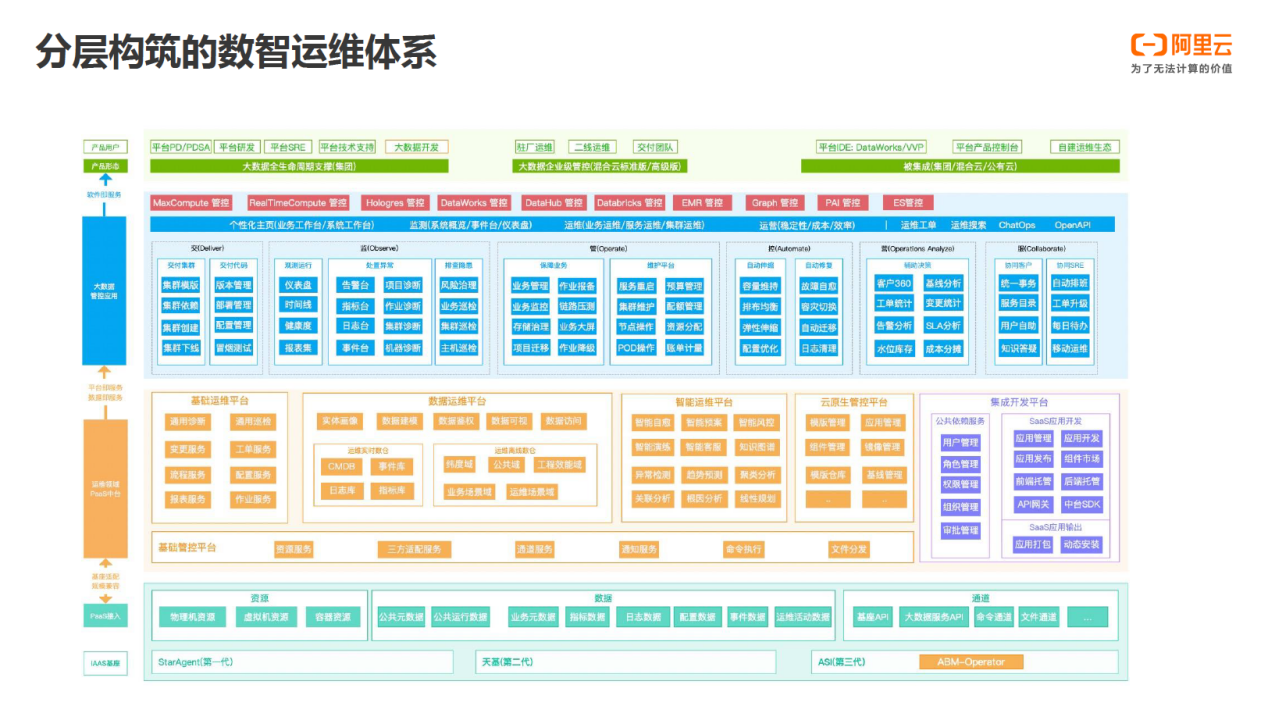 分层构筑的数智运维体系
阿里云
为了无法计算的价值
产品用户
平台PD/PDSA 平台研发 平台SRE 平台技术支持 大数据开发 驻厂运维 二线运维 交付团队 平台IDE: DataWorks/VVP 平台产品控制台 自建运维生态
产品形态
大数据全生命周期支撑(集团) 大数据企业级管控(混合云标准版/高级版) 被集成(集团/混合云/公有云)
软件即服务
MaxCompute 管控 RealTimeCompute 管控 Hologres 管控 DataWorks 管控 DataHub 管控 Databricks 管控 EMR 管控 Graph 管控 PAI 管控 ES管控
个性化主页(业务工作台/系统工作台) 监测(系统概览/事件台/仪表盘) 运维(业务运维/服务运维/集群运维) 运营(稳定性/成本/效率) | 运维工单 运维搜索 ChatOps OpenAPI
大数据
管控应用
交(Deliver) 监(Observe) 管(Operate) 控(Automate) 营(Operations Analyze) 服(Collaborate)
交付集群 交付代码 观测运行 处置异常 排查隐患 保障业务 维护平台 自动伸缩 自动修复 辅助决策 协同客户 协同SRE
集群模版 版本管理 仪表盘 告警台 项目诊断 风险治理 业务管理 作业报备 服务重启 预算管理 容量维持 故障自愈 客户360 基线分析 统一事务 自动排班
集群依赖 部署管理 时间线 指标台 作业诊断 业务巡检 业务监控 链路压测 集群维护 配额管理 排布均衡 容灾切换 工单统计 变更统计 服务目录 工单升级
集群创建 配置管理 健康度 日志台 集群诊断 集群巡检 存储治理 业务大屏 节点操作 资源分配 弹性伸缩 自动迁移 告警分析 SLA分析 用户自助 每日待办
集群下线 冒烟测试 报表集 事件台 机器诊断 主机巡检 项目迁移 作业降级 POD操作 账单计量 配置优化 日志清理 水位库存 成本分摊 知识答疑 移动运维
平台即服务
数据即服务
运维领域
PaaS中台
基础运维平台 数据运维平台 智能运维平台 云原生管控平台 集成开发平台
通用诊断 通用巡检 实体画像 数据建模 数据鉴权 数据可视 数据访问 智能自愈 智能预案 智能风控 模版管理 应用管理 公共依赖服务 SaaS应用开发
变更服务 工单服务 运维实时数仓 运维离线数仓 智能演练 智能客服 知识图谱 组件管理 镜像管理 用户管理 应用管理 应用开发
流程服务 配置服务 CMDB 事件库 纬度域 公共域 工程效能域 异常检测 趋势预测 聚类分析 模版仓库 基线管理 角色管理 应用发布 组件市场
报表服务 作业服务 日志库 指标库 业务场景域 运维场景域 关联分析 根因分析 线性规划 ... ... 权限管理 前端托管 后端托管
组织管理 API网关 中台SDK
审批管理 SaaS应用输出
应用打包 动态安装
基础管控平台 资源服务 三方适配服务 通道服务 通知服务 命令执行 文件分发
基座适配
PaaS接入
资源 数据 通道
物理机资源 虚拟机资源 容器资源 公共元数据 公共运行数据 业务元数据 指标数据 日志数据 配置数据 事件数据 运维活动数据 基座API 大数据服务API 命令通道 文件通道 ...
IAAS基座
StarAgent(第一代) 天基(第二代) ASI(第三代) ABM-Operator